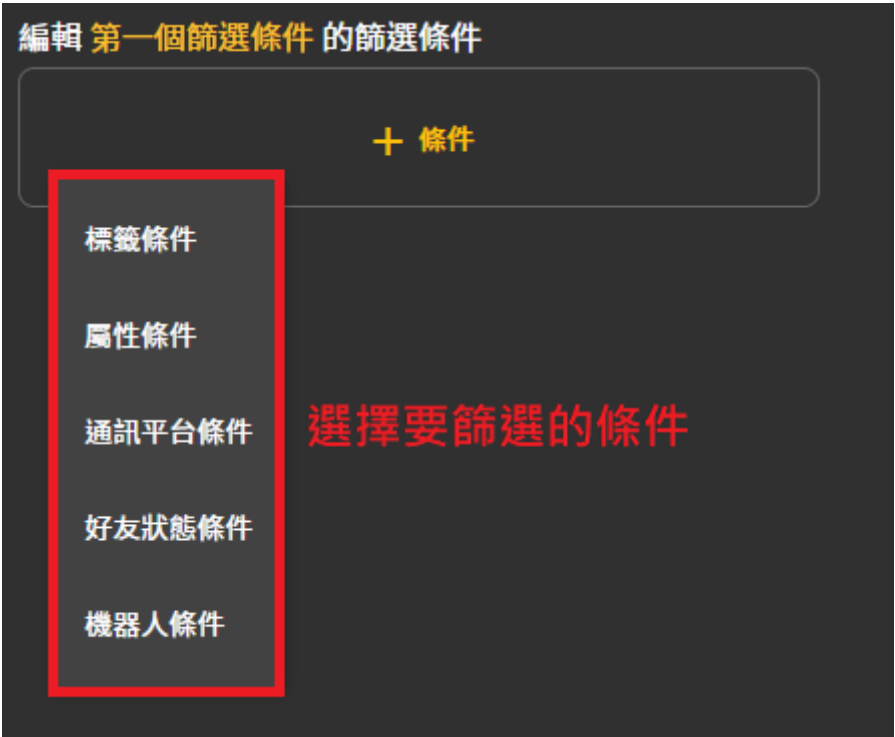 編輯 第一個篩選條件 的篩選條件
＋ 條件
標籤條件
屬性條件
通訊平台條件
選擇要篩選的條件
好友狀態條件
機器人條件